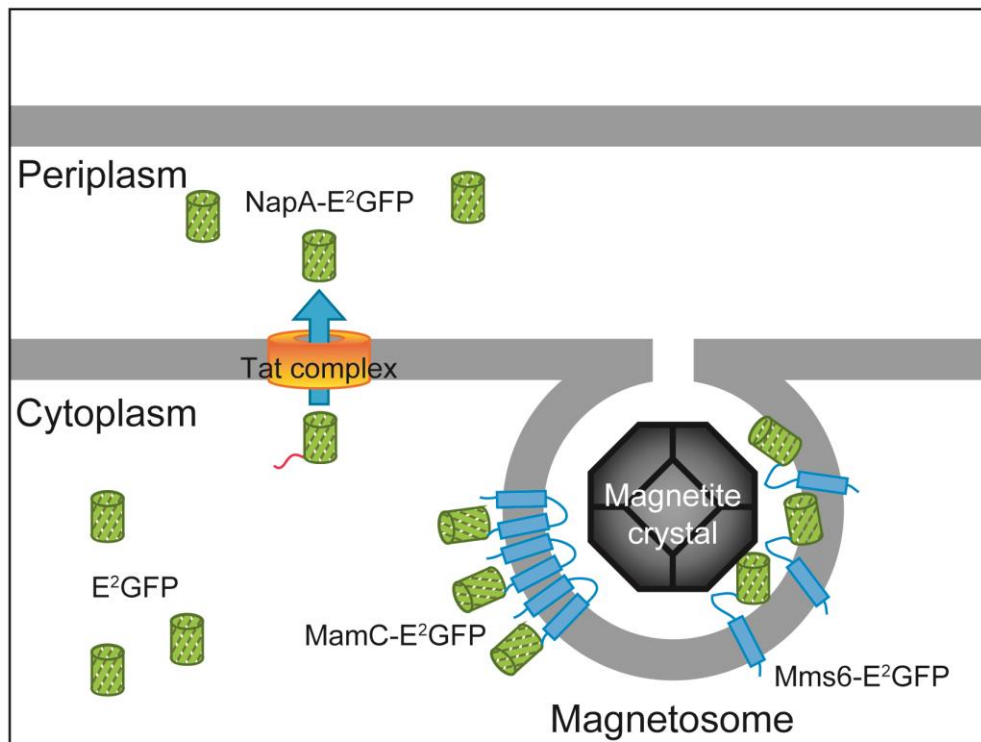 Periplasm
NapA-E²GFP
Tat complex
Cytoplasm
Magnetite
crystal
E²GFP
MamC-E²GFP
Mms6-E²GFP
Magnetosome